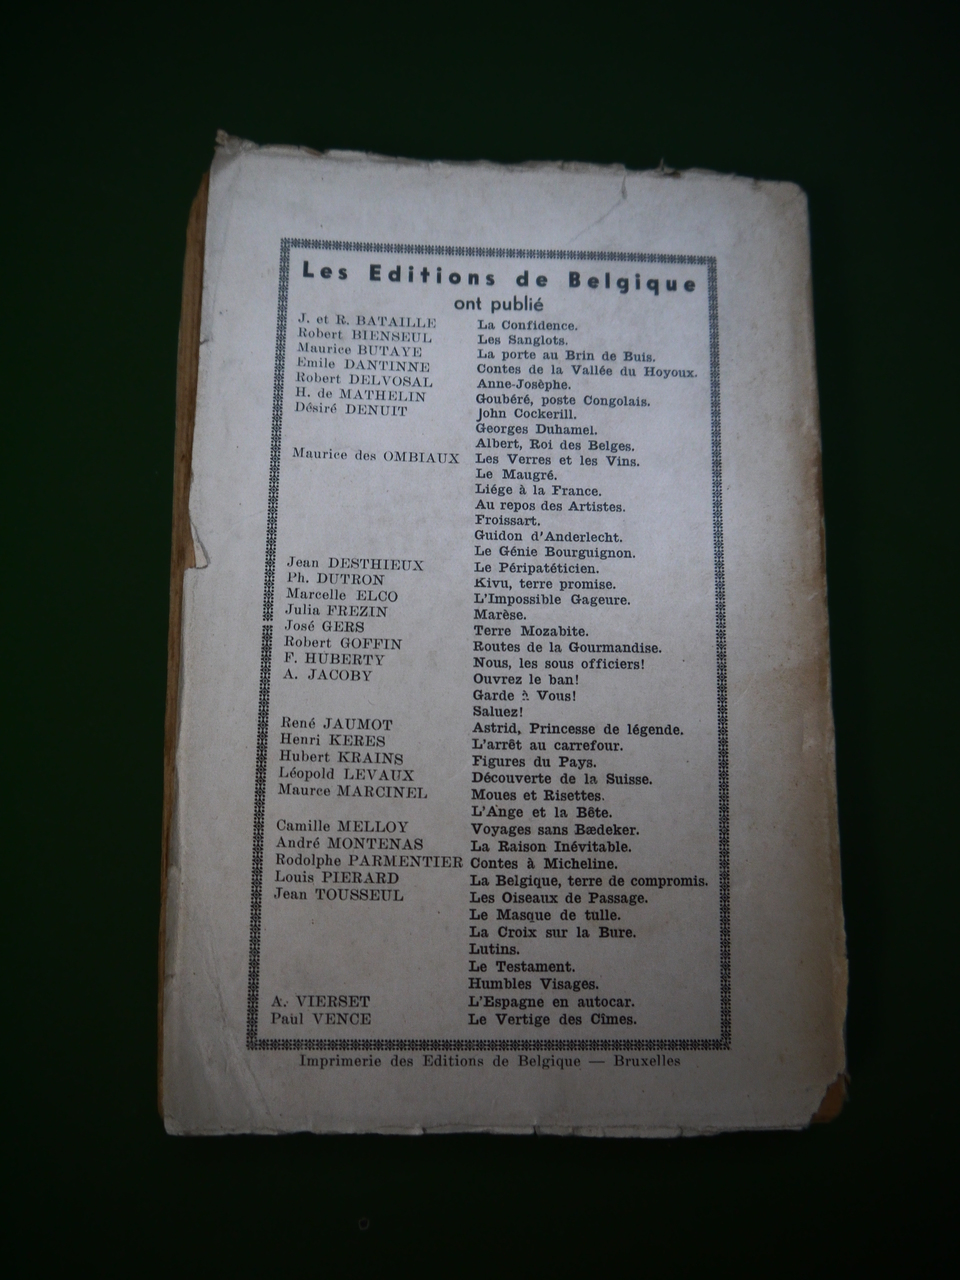 Les Editions de Belgique
ont publié
J. et R. BATAILLE La Confidence.
Robert BIENSEUL Les Sanglots.
Maurice BUTAYE La porte au Brin de Buis.
Emile DANTINNE Contes de la Vallée du Hoyoux.
Robert DELVOSAL Anne-Josèphe.
H. de MATHELIN Goubéré, poste Congolais.
Désiré DENUIT John Cockerill.
Georges Duhamel.
Albert, Roi des Belges.
Maurice des OMBIAUX Les Verres et les Vins.
Le Maugré.
Liége à la France.
Au repos des Artistes.
Froissart.
Guidon d'Anderlecht.
Le Génie Bourguignon.
Jean DESTHIEUX Le Péripatéticien.
Ph. DUTRON Kivu, terre promise.
Marcelle ELCO L'Impossible Gageure.
Julia FREZIN Marèse.
José GERS Terre Mozabite.
Robert GOFFIN Routes de la Gourmandise.
F. HUBERTY Nous, les sous officiers!
A. JACOBY Ouvrez le ban!
Garde à Vous!
Saluez!
René JAUMOT Astrid, Princesse de légende.
Henri KERES L'arrêt au carrefour.
Hubert KRAINS Figures du Pays.
Léopold LEVAUX Découverte de la Suisse.
Maurce MARCINEL Moues et Risettes.
L'Ange et la Bête.
Camille MELLOY Voyages sans Bædeker.
André MONTENAS La Raison Inévitable.
Rodolphe PARMENTIER Contes à Micheline.
Louis PIERARD La Belgique, terre de compromis.
Jean TOUSSEUL Les Oiseaux de Passage.
Le Masque de tulle.
La Croix sur la Bure.
Lutins.
Le Testament.
Humbles Visages.
A. VIERSET L'Espagne en autocar.
Paul VENCE Le Vertige des Cîmes.
Imprimerie des Editions de Belgique — Bruxelles